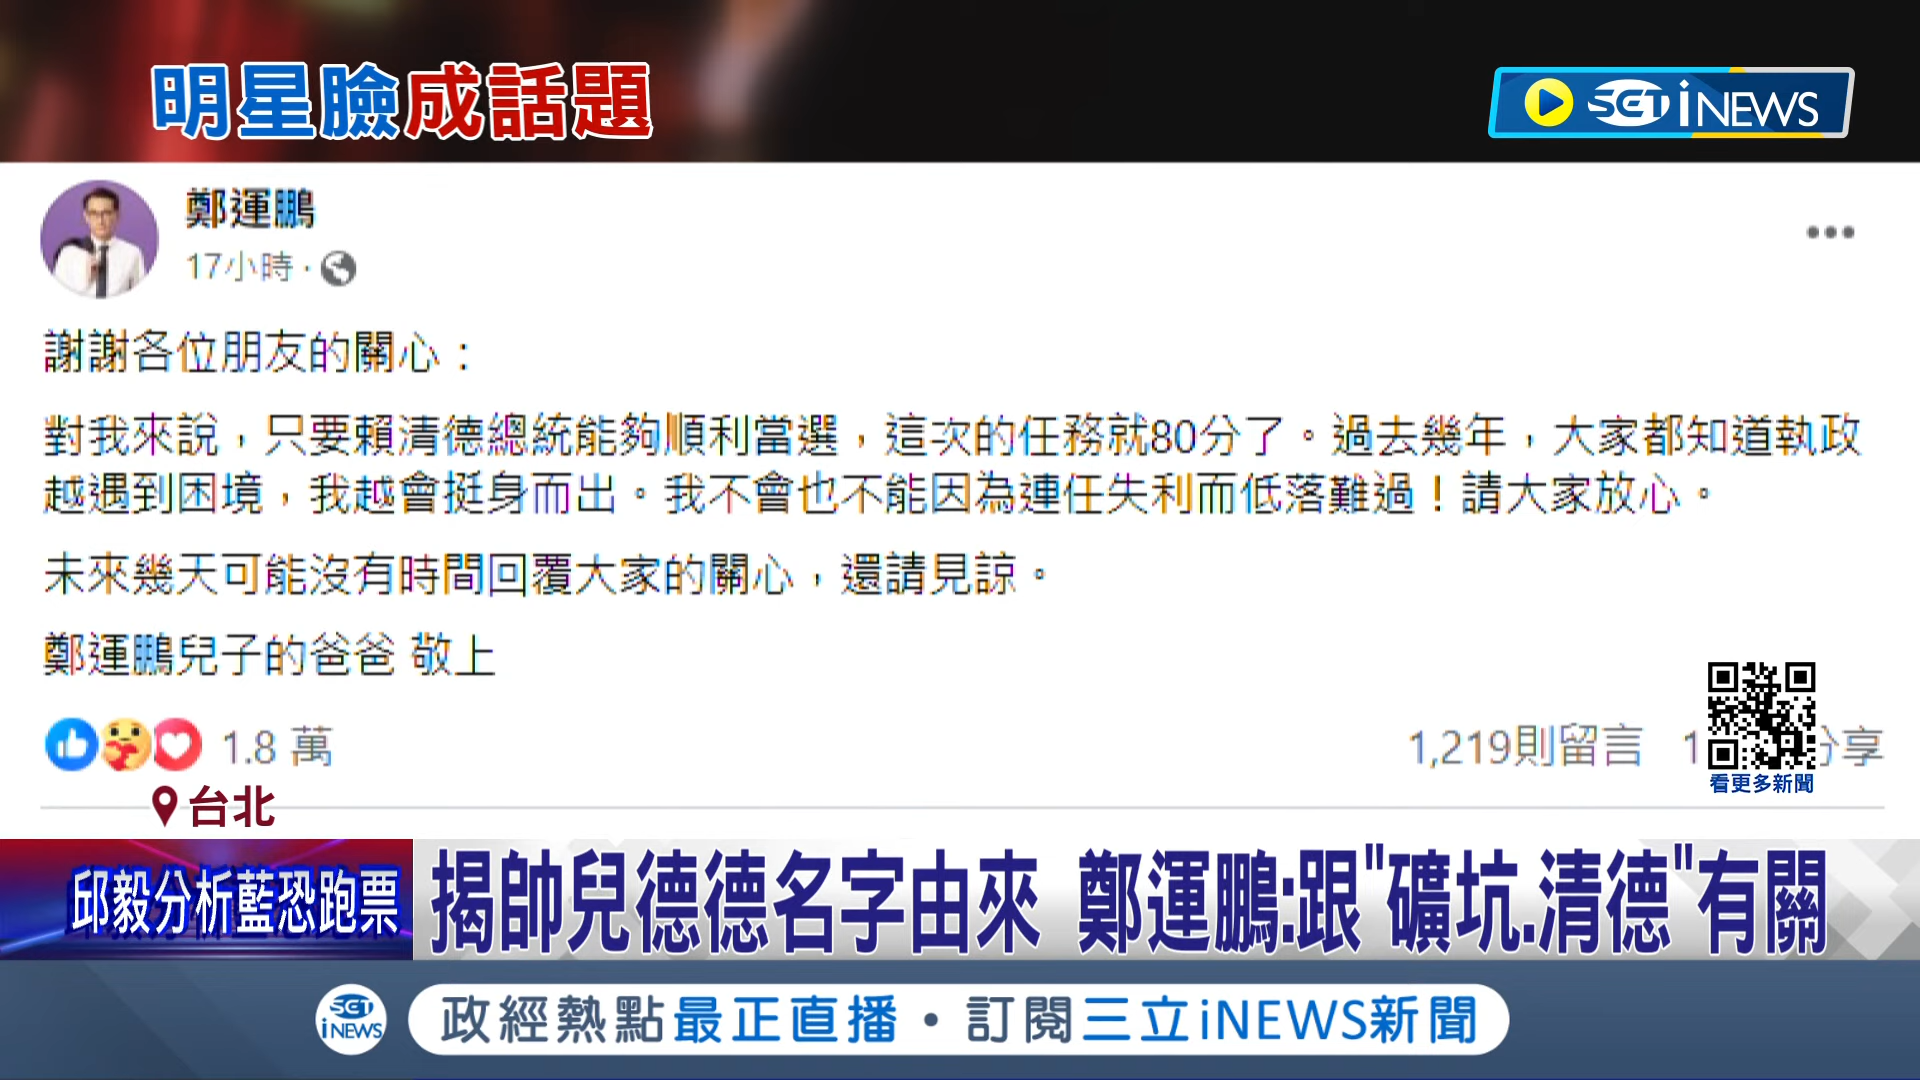 明星臉成話題
SET iNEWS
鄭運鵬
17小時·
謝謝各位朋友的關心：
對我來說，只要賴清德總統能夠順利當選，這次的任務就80分了。過去幾年，大家都知道執政
越遇到困境，我越會挺身而出。我不會也不能因為連任失利而低落難過！請大家放心。
未來幾天可能沒有時間回覆大家的關心，還請見諒。
鄭運鵬兒子的爸爸 敬上
1.8 萬
1,219則留言
分享
看更多新聞
台北
邱毅分析藍恐跑票
揭帥兒德德名字由來 鄭運鵬:跟"礦坑.清德"有關
SET iNEWS
政經熱點最正直播·訂閱三立iNEWS新聞